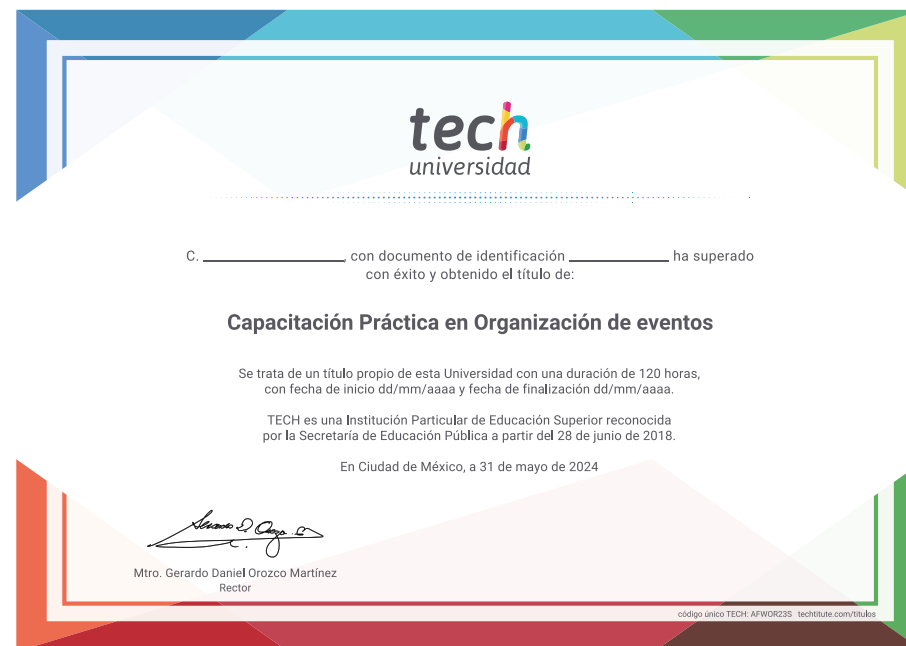 tech
universidad
C. ____________, con documento de identificación ____________ ha superado
con éxito y obtenido el título de:
Capacitación Práctica en Organización de eventos
Se trata de un título propio de esta Universidad con una duración de 120 horas,
con fecha de inicio dd/mm/aaaa y fecha de finalización dd/mm/aaaa.
TECH es una Institución Particular de Educación Superior reconocida
por la Secretaría de Educación Pública a partir del 28 de junio de 2018.
En Ciudad de México, a 31 de mayo de 2024
Mtro. Gerardo Daniel Orozco Martínez
Rector
código único TECH: AFWOR23S techtitute.com/titulos